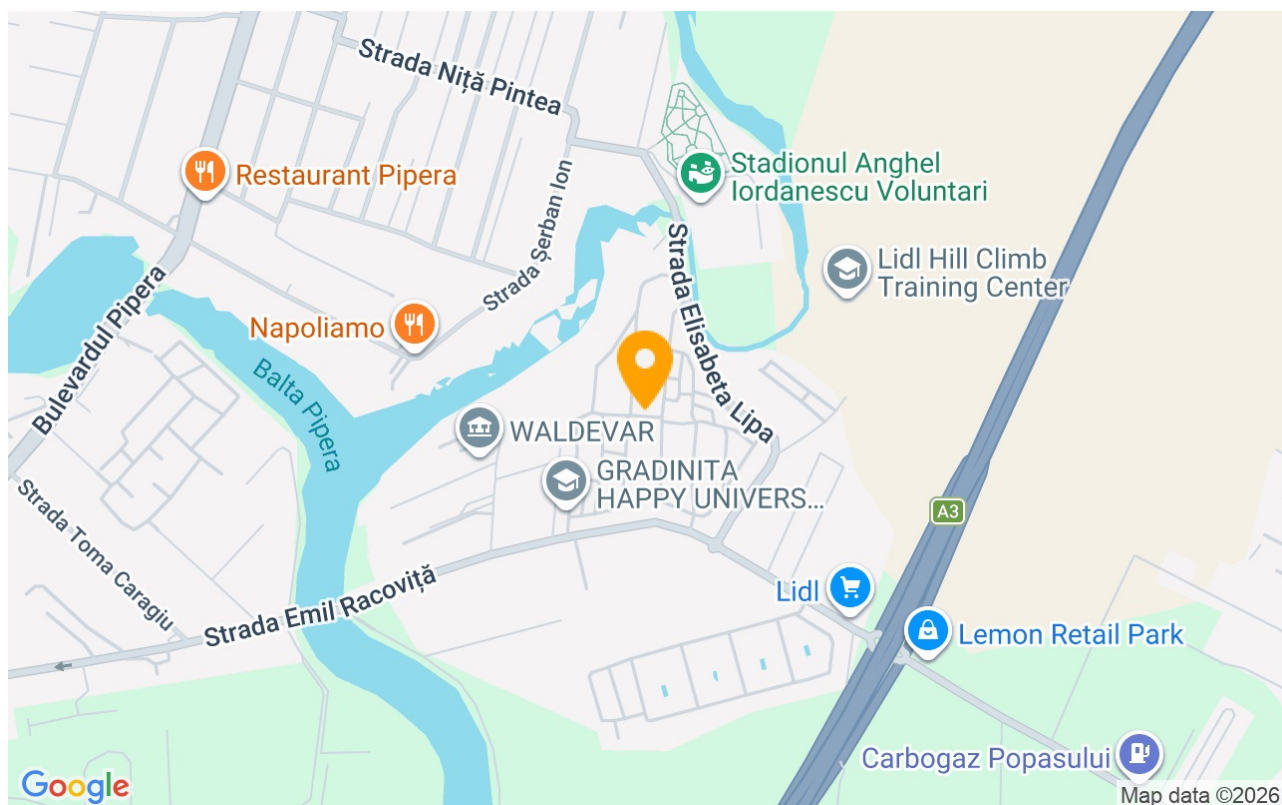 Strada Niță Pintea
Restaurant Pipera
Stadionul Anghel
Iordanescu Voluntari
Strada Șerban Ion
Strada Elisabeta Lipa
Lidl Hill Climb
Training Center
Bulevardul Pipera
Napoliamo
Balta Pipera
WALDEVAR
GRADINITA
HAPPY UNIVERS...
A3
Strada Toma Caragiu
Strada Emil Racoviță
Lidl
Lemon Retail Park
Carbogaz Popasului
Google
Map data ©2026